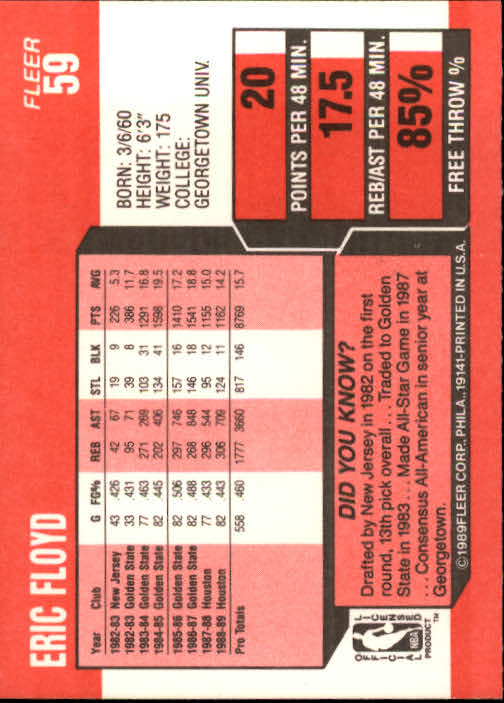 ERIC FLOYD
FLEER
59
Year Club G FG% REB AST STL BLK PTS AVG
1982-83 New Jersey 43 .426 42 67 19 9 226 5.3
1982-83 Golden State 33 .431 95 71 39 8 386 11.7
1983-84 Golden State 77 .463 271 269 103 31 1291 16.8
1984-85 Golden State 82 .445 202 406 134 41 1598 19.5
1985-86 Golden State 82 .506 297 746 157 16 1410 17.2
1986-87 Golden State 82 .488 268 848 146 18 1541 18.8
1987-88 Houston 77 .433 296 544 95 12 1155 15.0
1988-89 Houston 82 .443 306 709 124 11 1162 14.2
Pro Totals 558 .460 1777 3660 817 146 8769 15.7
BORN: 3/6/60
HEIGHT: 6'3"
WEIGHT: 175
COLLEGE:
GEORGETOWN UNIV.
20
POINTS PER 48 MIN.
17.5
REB/AST PER 48 MIN.
85%
FREE THROW %
OFFICIAL
LICENSED
NBA
PRODUCT™
DID YOU KNOW?
Drafted by New Jersey in 1982 on the first
round, 13th pick overall . . . Traded to Golden
State in 1983 . . . Made All-Star Game in 1987
. . . Consensus All-American in senior year at
Georgetown.
©1989 FLEER CORP., PHILA., 19141-PRINTED IN U.S.A.